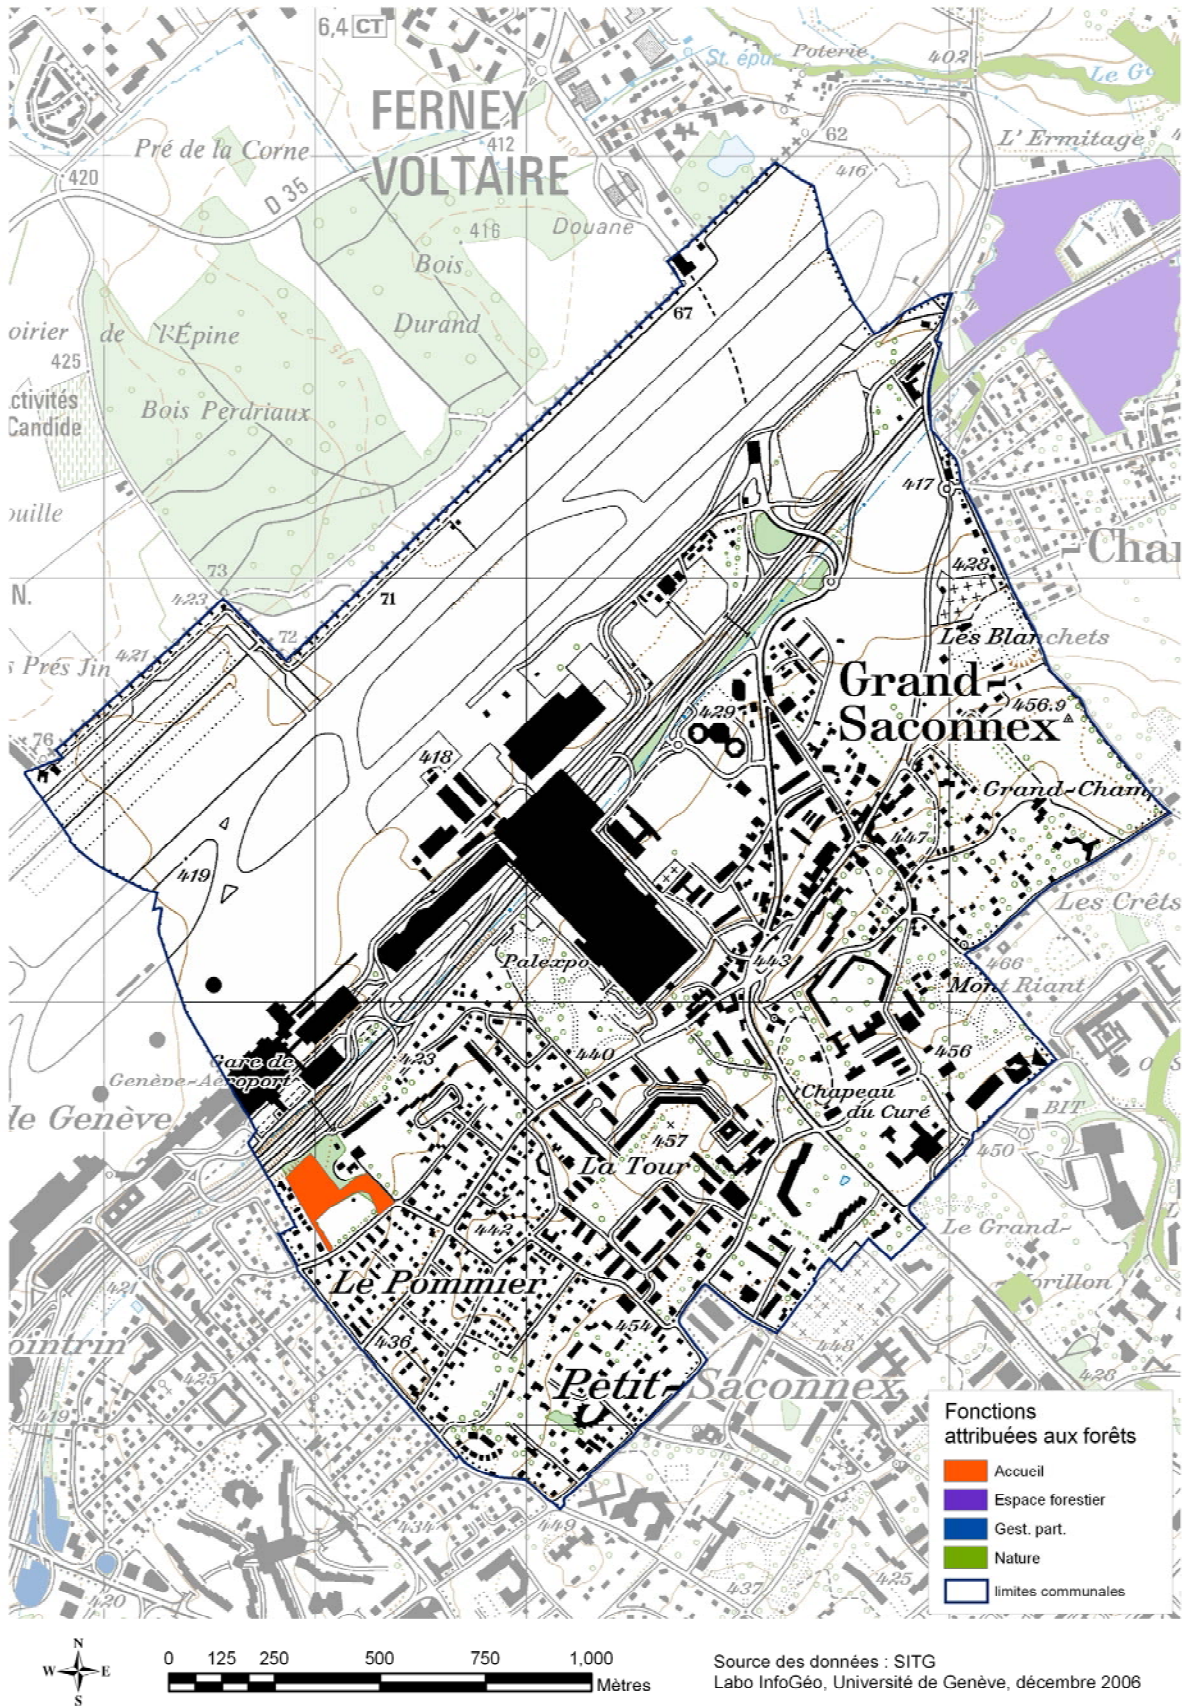 6,4 CT
St. épu
Poterie
402
Le G
FERNEY
VOLTAIRE
412
62
L'Ermitage
Pré de la Corne
420
D 35
416
416
Douane
Bois
Durand
67
oirier de l'Épine
425
ctivités
Candide
Bois Perdriaux
417
ouille
-Cha
428
73
N.
423
71
72
Les Blanchets
s Prés Jin
421
Grand-
Saconnex
456.9
429
76
418
Grand-Champ
447
419
Les Crêts
Palexpo
443
466
Mont Riant
Gare de
Genève-Aéroport
423
440
456
Chapeau
du Curé
BIT
de Genève
457
450
La Tour
442
Le Grand-
Le Pommier
orillon
421
454
436
448
ointrin
425
428
Petit-Saconnex
419
434
449
437
425
420
Fonctions
attribuées aux forêts
Accueil
Espace forestier
Gest. part.
Nature
limites communales
N
W E
S
0 125 250 500 750 1,000
Mètres
Source des données : SITG
Labo InfoGéo, Université de Genève, décembre 2006